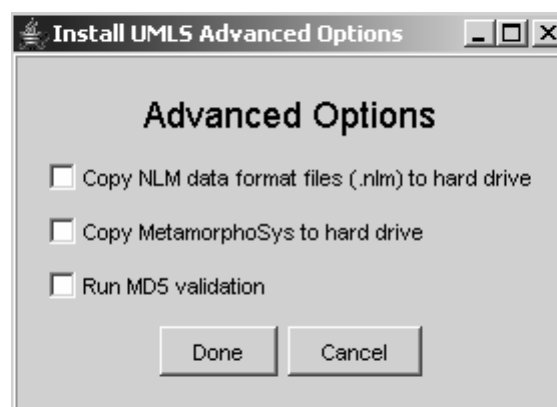 Install UMLS Advanced Options
Advanced Options
Copy NLM data format files (.nlm) to hard drive
Copy MetamorphoSys to hard drive
Run MD5 validation
Done Cancel